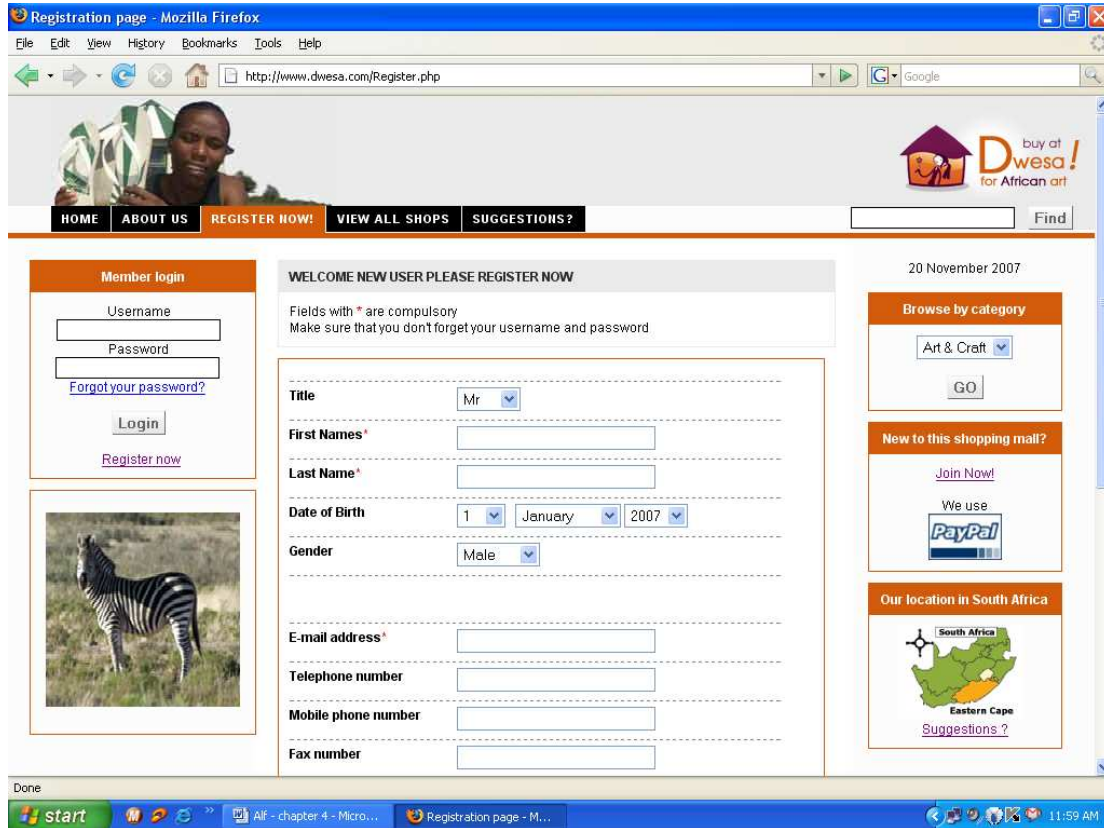 Registration page - Mozilla Firefox
File Edit View History Bookmarks Tools Help
http://www.dwesa.com/Register.php
G Google
buy at
Dwesa!
for African art
HOME ABOUT US REGISTER NOW! VIEW ALL SHOPS SUGGESTIONS? Find
Member login
Username
Password
Forgot your password?
Login
Register now
WELCOME NEW USER PLEASE REGISTER NOW
Fields with * are compulsory
Make sure that you don't forget your username and password
Title Mr
First Names*
Last Name*
Date of Birth 1 January 2007
Gender Male
E-mail address*
Telephone number
Mobile phone number
Fax number
20 November 2007
Browse by category
Art & Craft
GO
New to this shopping mall?
Join Now!
We use
PayPal
Our location in South Africa
South Africa
Eastern Cape
Suggestions ?
Done
start Alf - chapter 4 - Micro... Registration page - M... 11:59 AM